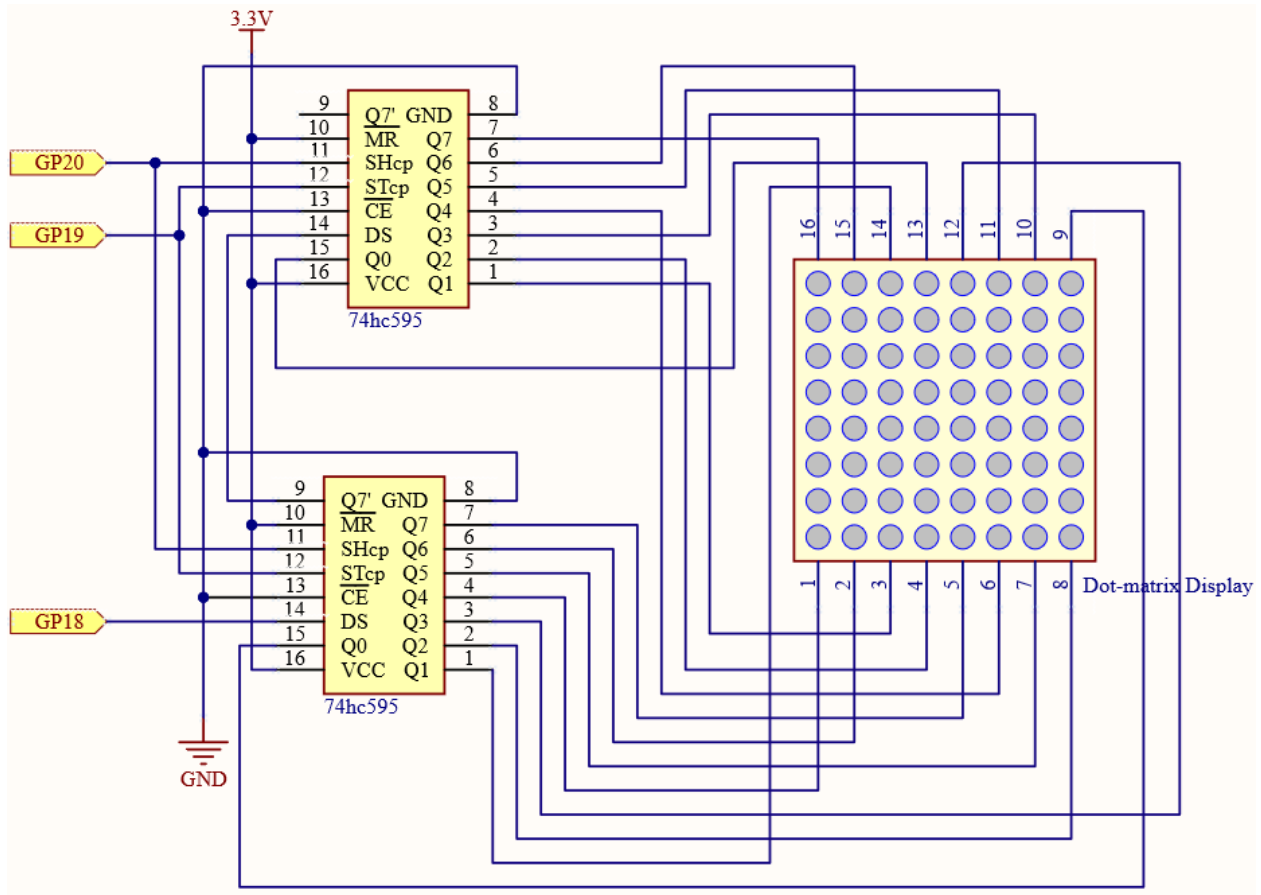 3.3V
GP20
GP19
GP18
9 Q7' GND 8
10 MR Q7 7
11 SHcp Q6 6
12 STcp Q5 5
13 CE Q4 4
14 DS Q3 3
15 Q0 Q2 2
16 VCC Q1 1
74hc595
16 15 14 13 12 11 10 9
1 2 3 4 5 6 7 8
Dot-matrix Display
9 Q7' GND 8
10 MR Q7 7
11 SHcp Q6 6
12 STcp Q5 5
13 CE Q4 4
14 DS Q3 3
15 Q0 Q2 2
16 VCC Q1 1
74hc595
GND